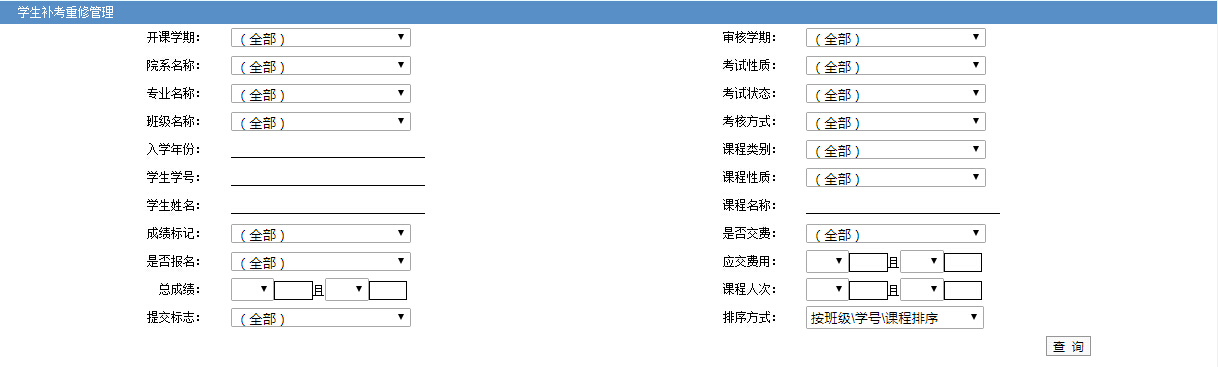 学生补考重修管理
开课学期： （全部） 审核学期： （全部）
院系名称： （全部） 考试性质： （全部）
专业名称： （全部） 考试状态： （全部）
班级名称： （全部） 考核方式： （全部）
入学年份： 课程类别： （全部）
学生学号： 课程性质： （全部）
学生姓名： 课程名称：
成绩标记： （全部） 是否交费： （全部）
是否报名： （全部） 应交费用： 且
总成绩： 且 课程人次： 且
提交标志： （全部） 排序方式： 按班级\学号\课程排序
查 询